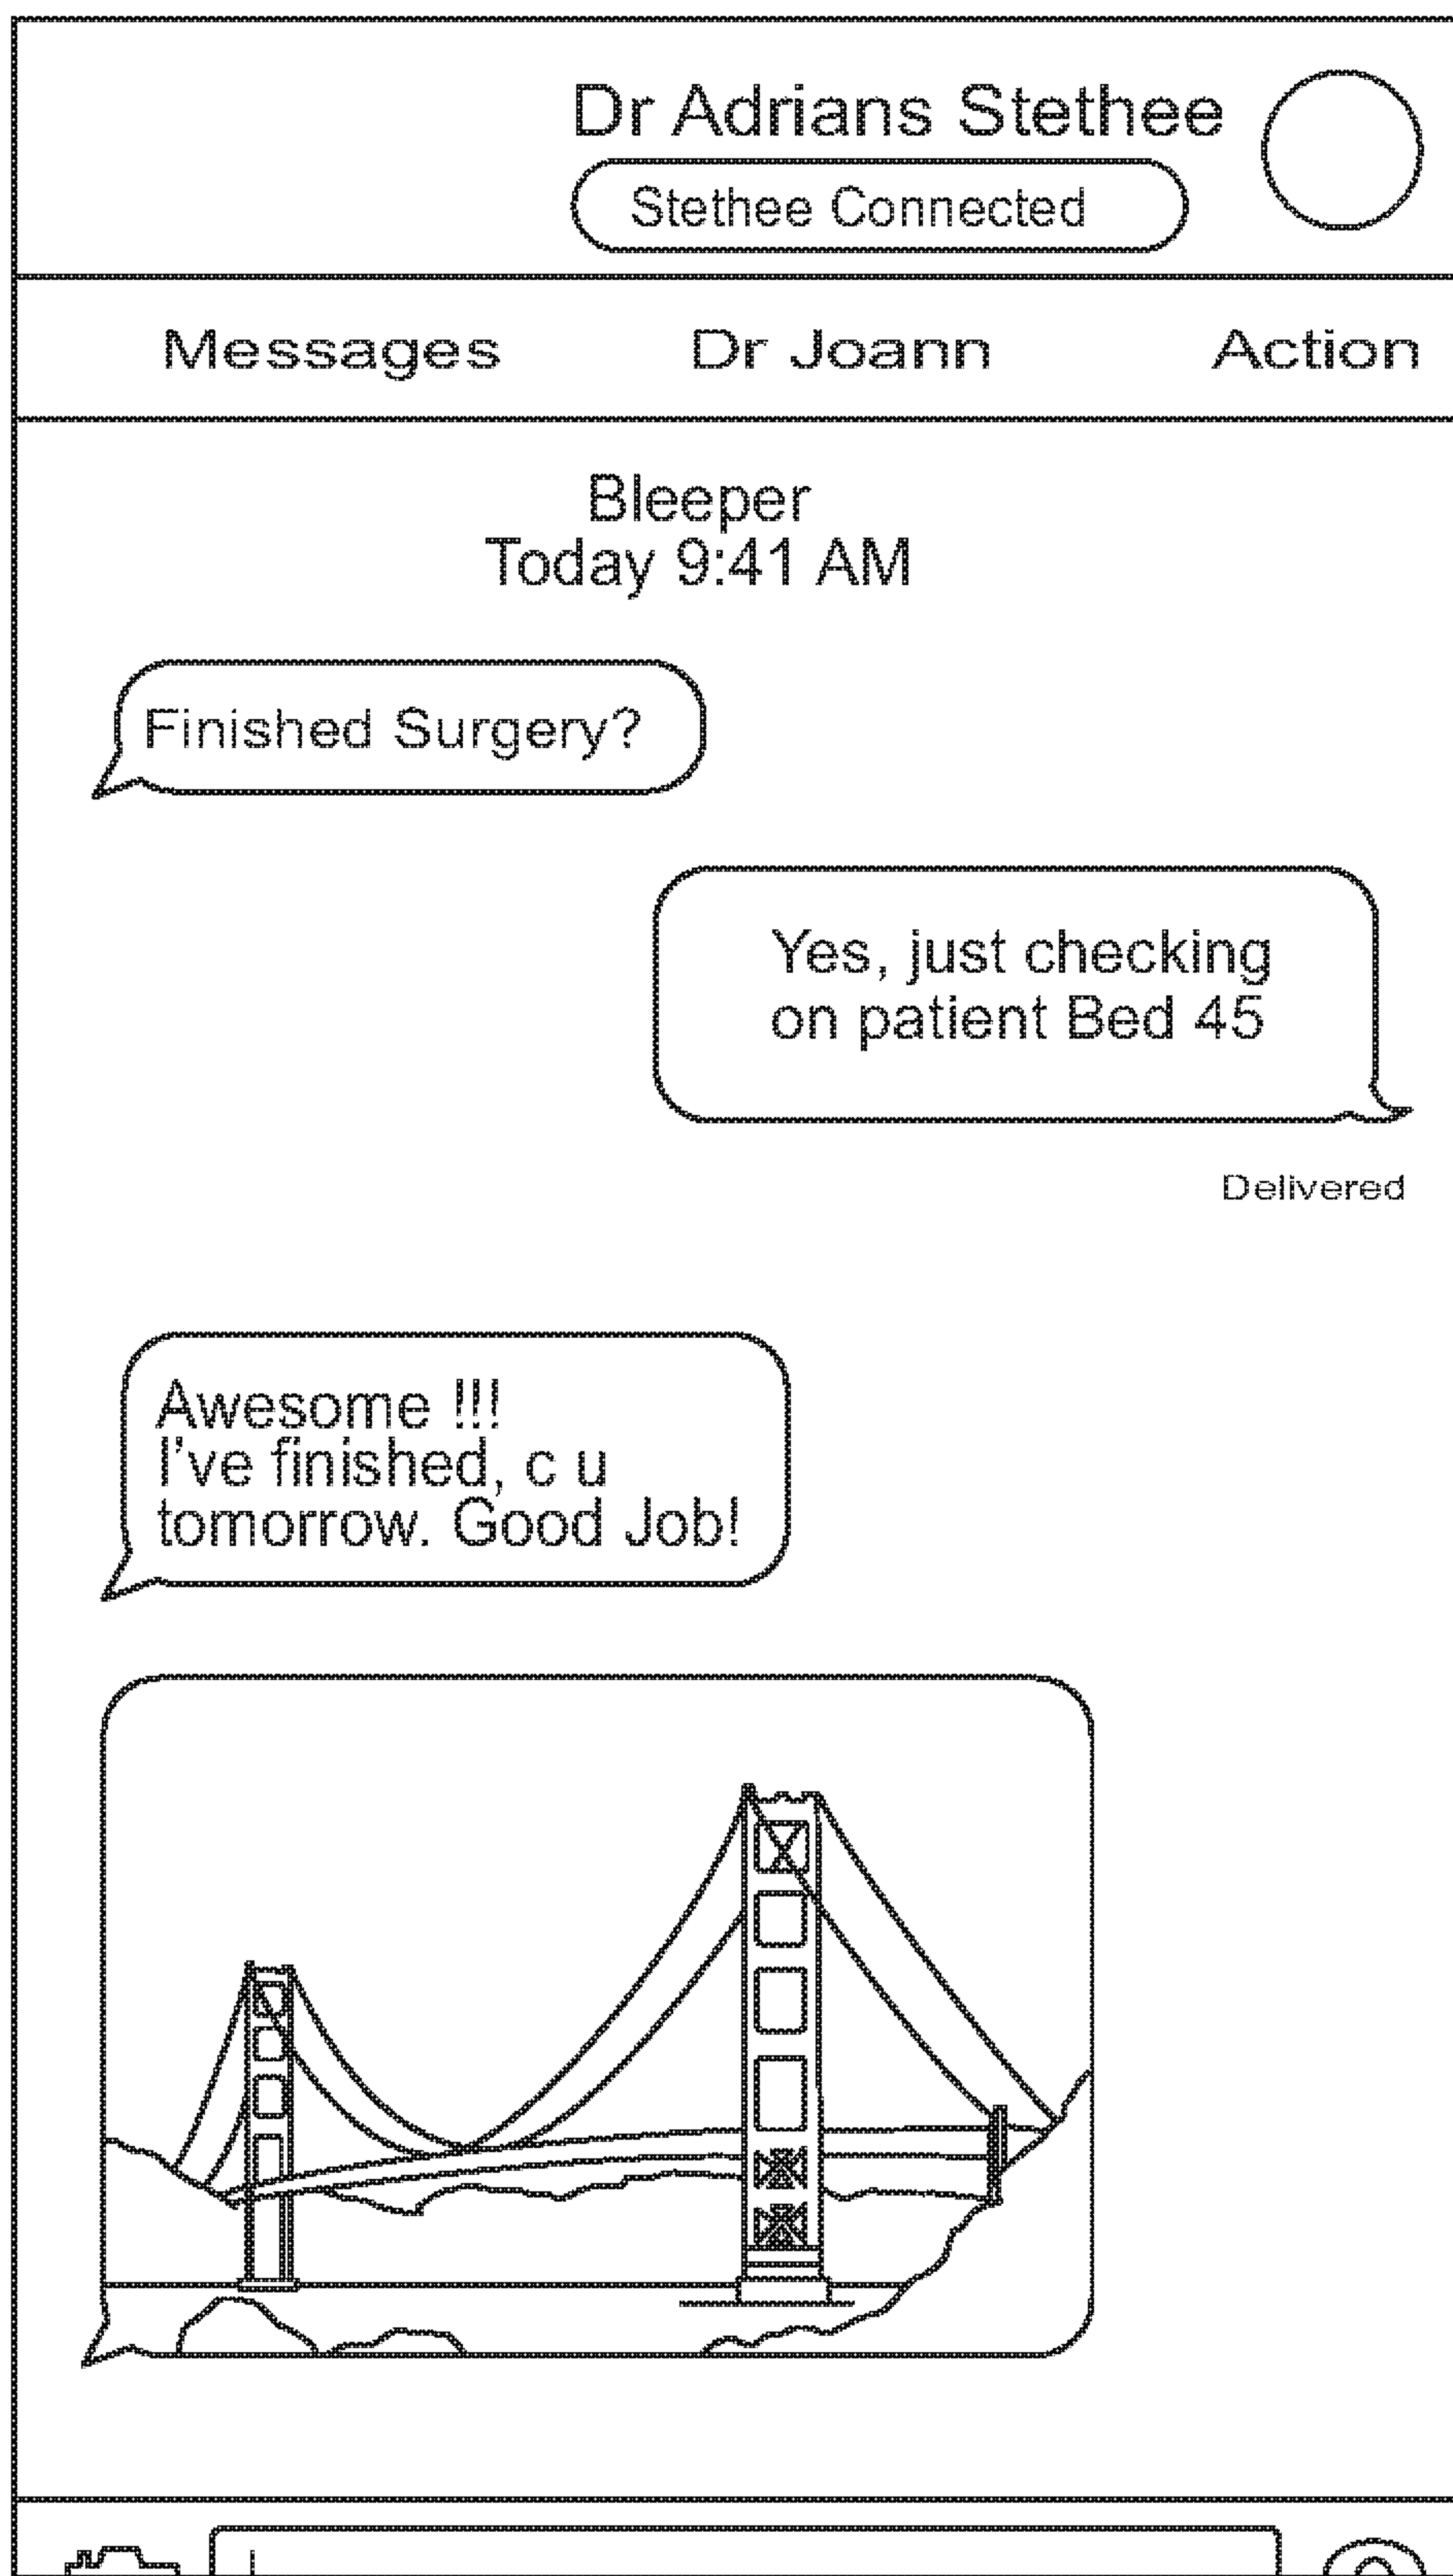 Dr Adrians Stethee
Stethee Connected
Messages Dr Joann Action
Bleeper
Today 9:41 AM
Finished Surgery?
Yes, just checking
on patient Bed 45
Delivered
Awesome !!!
I've finished, c u
tomorrow. Good Job!